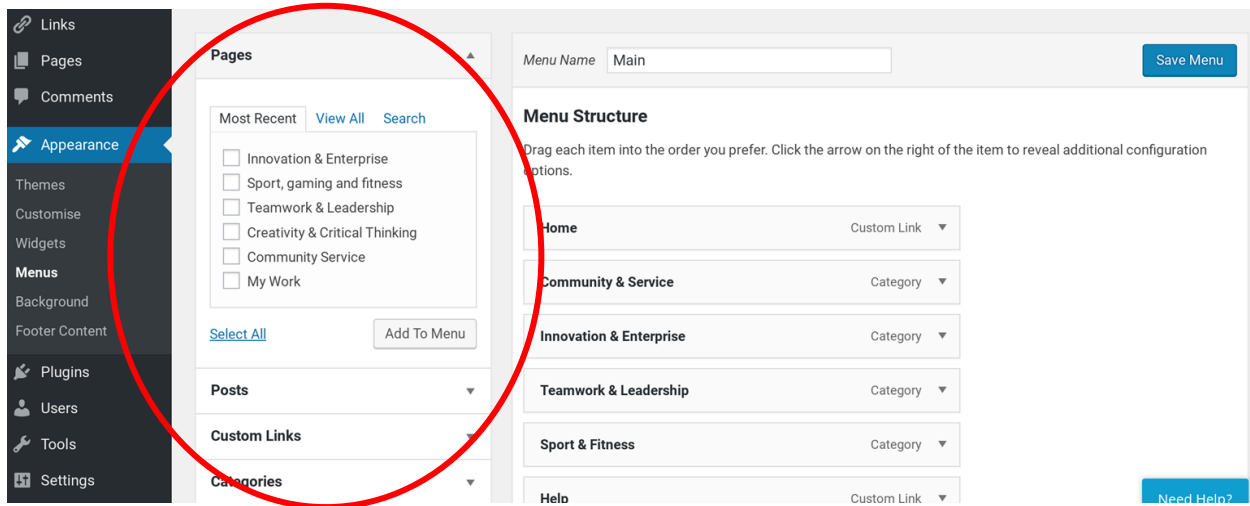 Links
Pages
Comments
Appearance
Themes
Customise
Widgets
Menus
Background
Footer Content
Plugins
Users
Tools
Settings
Pages
Most Recent View All Search
Innovation & Enterprise
Sport, gaming and fitness
Teamwork & Leadership
Creativity & Critical Thinking
Community Service
My Work
Select All Add To Menu
Posts
Custom Links
Categories
Menu Name Main Save Menu
Menu Structure
Drag each item into the order you prefer. Click the arrow on the right of the item to reveal additional configuration
options.
Home Custom Link
Community & Service Category
Innovation & Enterprise Category
Teamwork & Leadership Category
Sport & Fitness Category
Help Custom Link
Need Help?